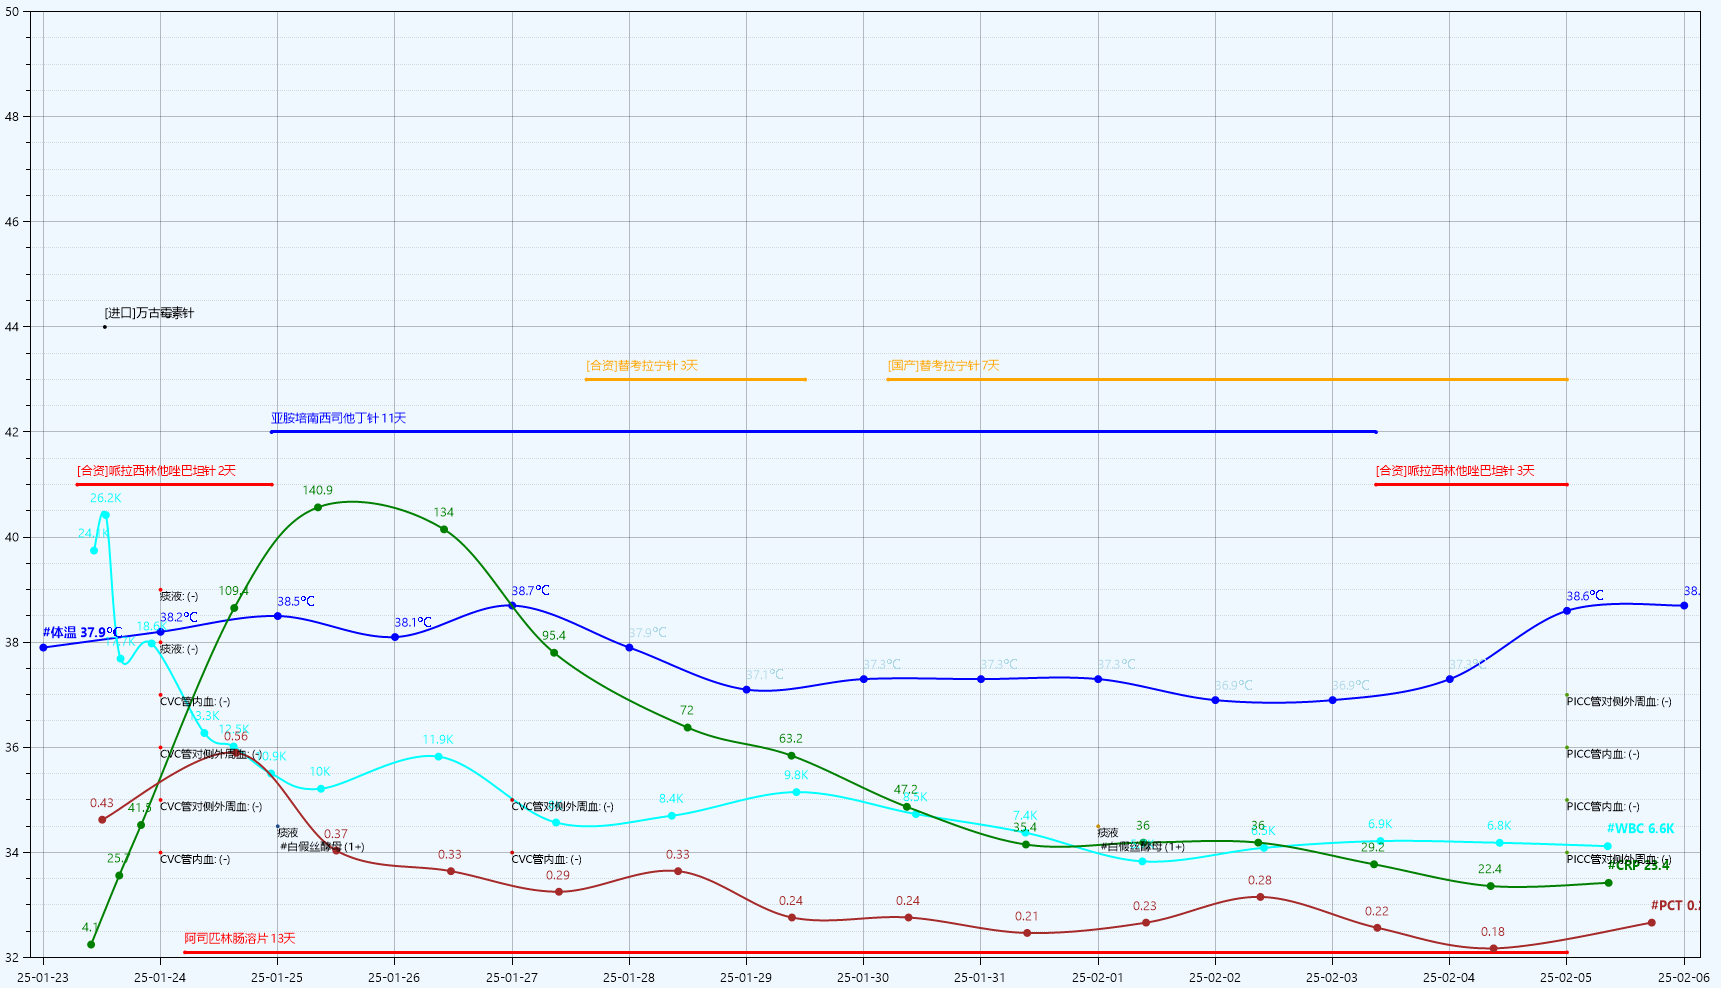 50
48
46
44
42
40
38
36
34
32
[进口]万古霉素针
[合资]替考拉宁针 3天
[国产]替考拉宁针 7天
亚胺培南西司他丁针 11天
[合资]哌拉西林他唑巴坦针 2天
[合资]哌拉西林他唑巴坦针 3天
26.2K
140.9
134
109.4
痰液: (-)
38.2℃
38.5℃
38.1℃
38.7℃
38.6℃
38.
#体温 37.9℃
18.6K
37.9℃
95.4
痰液: (-)
37.1℃
37.3℃
37.3℃
37.3℃
36.9℃
36.9℃
37.3℃
CVC管内血: (-)
PICC管对侧外周血: (-)
13.3K
12.5K
0.56
72
63.2
11.9K
CVC管对侧外周血: (-)
PICC管内血: (-)
10K
9.8K
47.2
8.5K
0.43
41.5
CVC管对侧外周血: (-)
CVC管对侧外周血: (-)
PICC管内血: (-)
8.4K
7.4K
35.4
36
36
6.5K
6.9K
6.8K
#WBC 6.6K
0.37
痰液
#白假丝酵母 (1+)
痰液
#白假丝酵母 (1+)
25.7
CVC管内血: (-)
CVC管内血: (-)
PICC管对侧外周血: (-)
0.33
0.29
0.33
29.2
22.4
#CRP 23.4
0.24
0.24
0.21
0.23
0.28
0.22
0.18
#PCT 0.2
4.1
阿司匹林肠溶片 13天
25-01-23
25-01-24
25-01-25
25-01-26
25-01-27
25-01-28
25-01-29
25-01-30
25-01-31
25-02-01
25-02-02
25-02-03
25-02-04
25-02-05
25-02-06